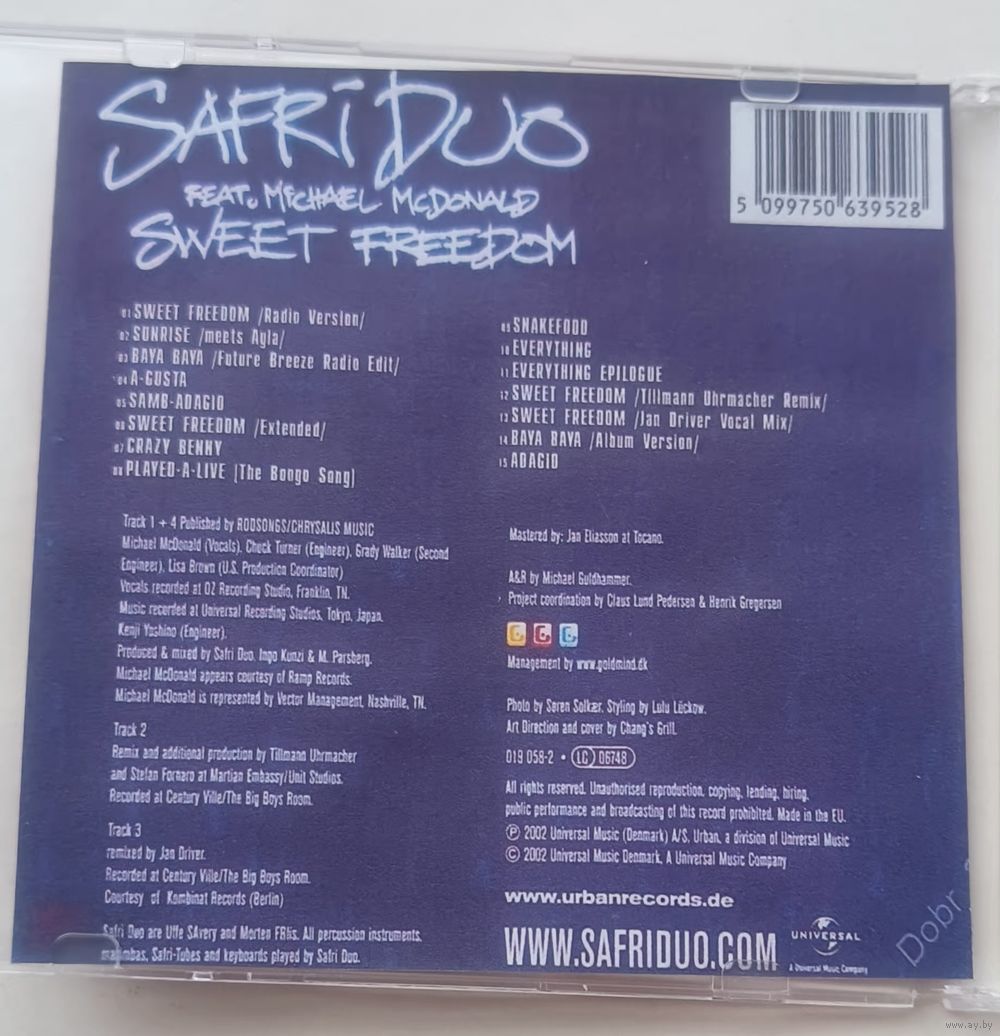 SAFRI DUO
FEAT. MICHAEL McDONALD
SWEET FREEDOM
5 099750 639528
01 SWEET FREEDOM /Radio Version/
02 SUNRISE /meets Ayla/
03 BAYA BAYA /Future Breeze Radio Edit/
04 A-GUSTA
05 SAMB-ADAGIO
06 SWEET FREEDOM /Extended/
07 CRAZY BENNY
08 PLAYED-A-LIVE (The Bongo Song)
09 SNAKEFOOD
10 EVERYTHING
11 EVERYTHING EPILOGUE
12 SWEET FREEDOM /Tillmann Uhrmacher Remix/
13 SWEET FREEDOM /Jan Driver Vocal Mix/
14 BAYA BAYA /Album Version/
15 ADAGIO
Track 1 + 4 Published by RODSONGS/CHRYSALIS MUSIC
Michael McDonald (Vocals), Chuck Turner (Engineer), Grady Walker (Second
Engineer), Lisa Brown (U.S. Production Coordinator)
Vocals recorded at OZ Recording Studio, Franklin, TN.
Music recorded at Universal Recording Studios, Tokyo, Japan.
Kenji Yoshino (Engineer).
Produced & mixed by Safri Duo, Ingo Kunzi & M. Parsberg.
Michael McDonald appears courtesy of Ramp Records.
Michael McDonald is represented by Vector Management, Nashville, TN.
Track 2
Remix and additional production by Tillmann Uhrmacher
and Stefan Fornaro at Martian Embassy/Unit Studios.
Recorded at Century Ville/The Big Boys Room.
Track 3
remixed by Jan Driver.
Recorded at Century Ville/The Big Boys Room.
Courtesy of Kombinat Records (Berlin)
Safri Duo are Uffe SAvery and Morten FRiis. All percussion instruments,
marimbas, Safri-Tubes and keyboards played by Safri Duo.
Mastered by: Jan Eliasson at Tocano.
A&R by Michael Guldhammer.
Project coordination by Claus Lund Pedersen & Henrik Gregersen
Management by www.goldmind.dk
Photo by Søren Solkær, Styling by Lulu Lückow.
Art Direction and cover by Chang's Grill.
019 058-2 • LC 06748
All rights reserved. Unauthorised reproduction, copying, lending, hiring,
public performance and broadcasting of this record prohibited. Made in the EU.
℗ 2002 Universal Music (Denmark) A/S, Urban, a division of Universal Music
© 2002 Universal Music Denmark, A Universal Music Company
www.urbanrecords.de
WWW.SAFRIDUO.COM
UNIVERSAL
A Universal Music Company
Dobr
www.ay.by